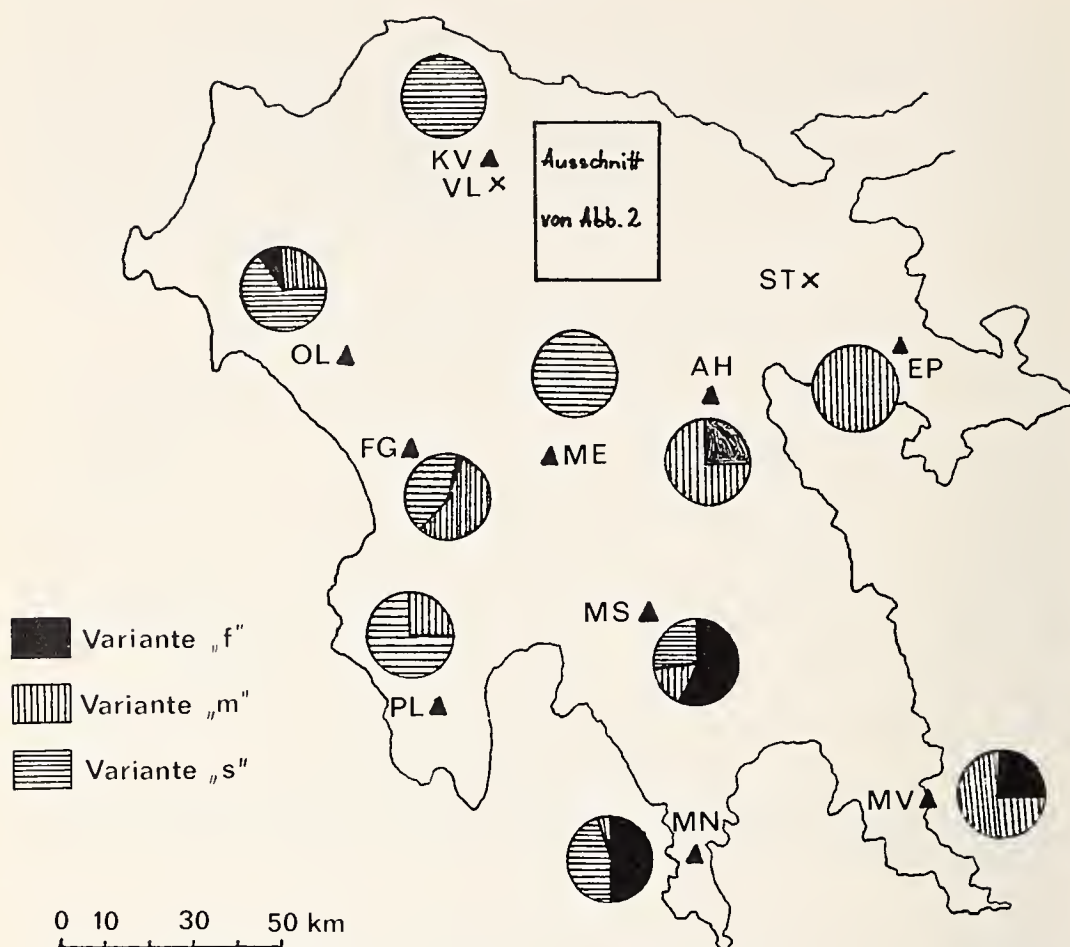 KV
VL
Ausschnitt
von Abb. 2
ST
OL
AH
EP
FG
ME
MS
Variante „f"
Variante „m"
Variante „s"
PL
MV
MN
0 10 30 50 km